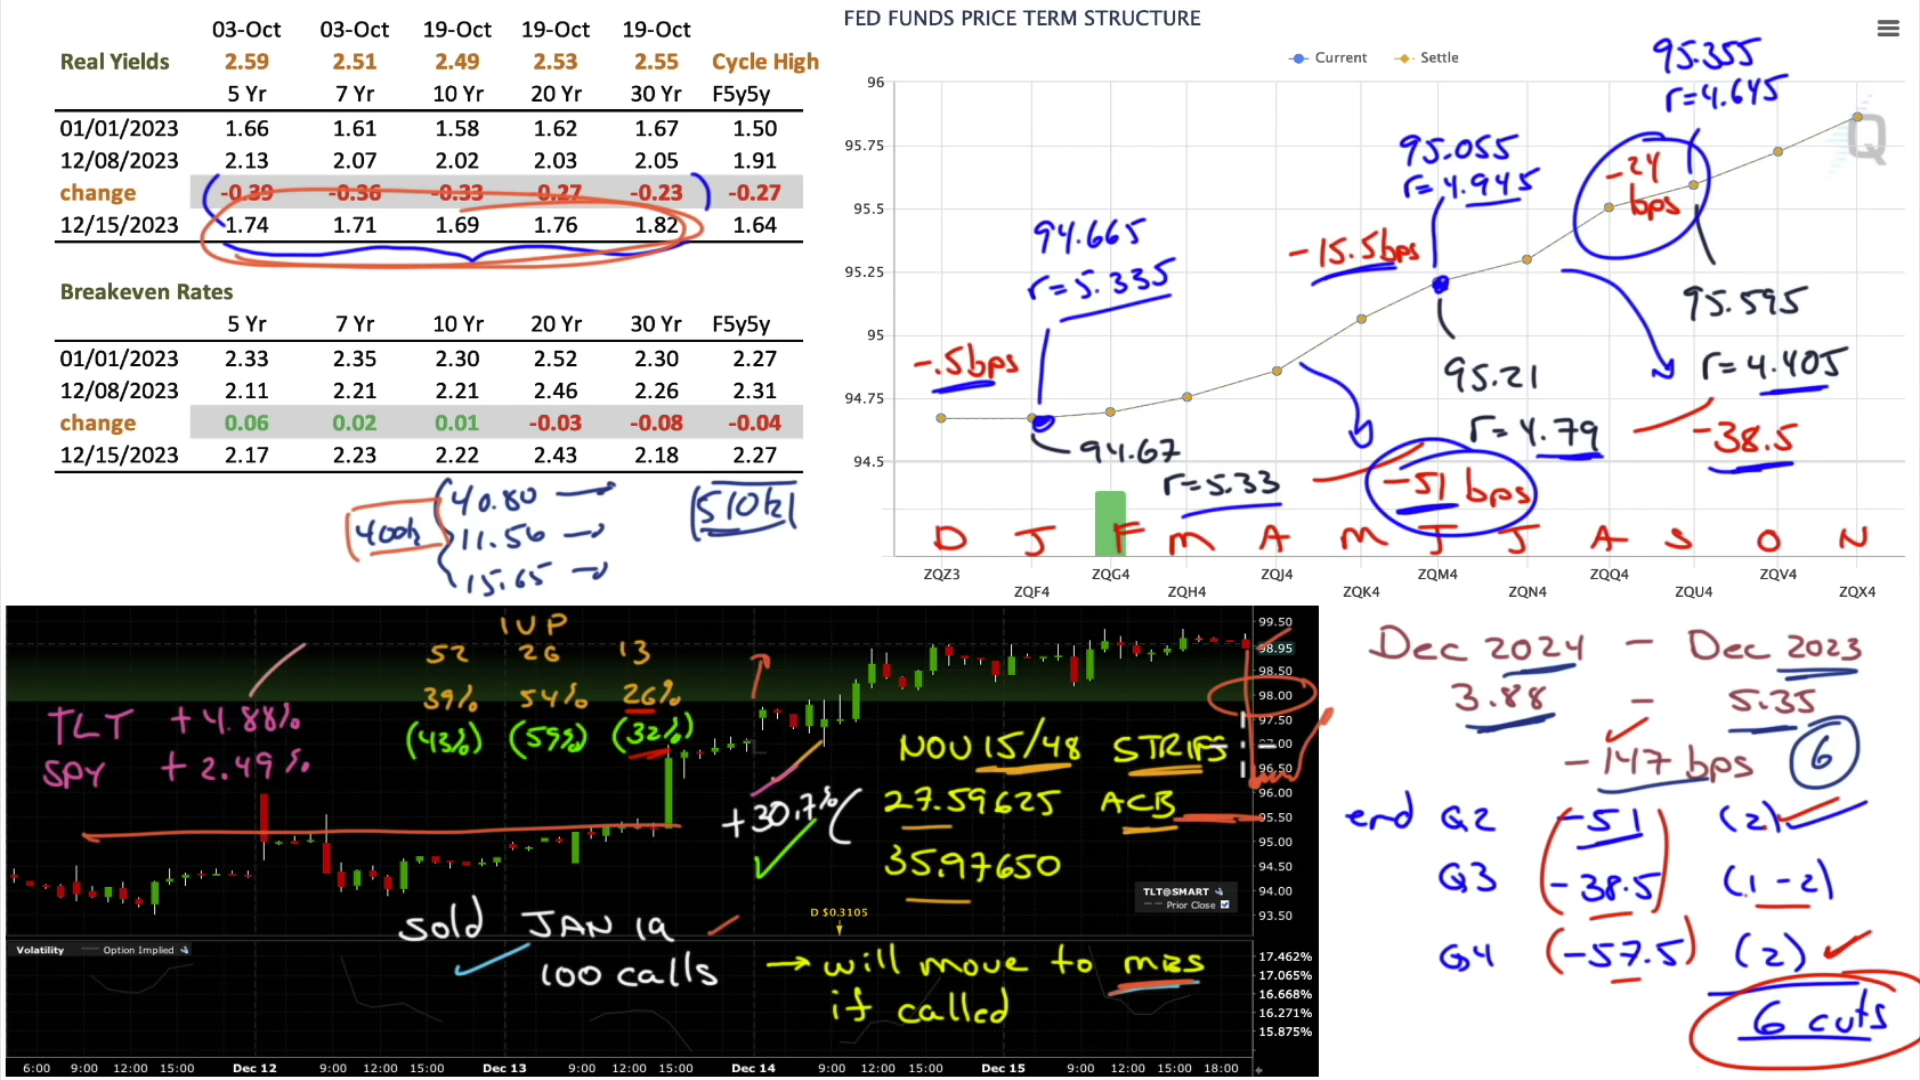 03-Oct 03-Oct 19-Oct 19-Oct 19-Oct
Real Yields 2.59 2.51 2.49 2.53 2.55 Cycle High
5 Yr 7 Yr 10 Yr 20 Yr 30 Yr F5y5y
01/01/2023 1.66 1.61 1.58 1.62 1.67 1.50
12/08/2023 2.13 2.07 2.02 2.03 2.05 1.91
change -0.39 -0.36 -0.33 -0.27 -0.23 -0.27
12/15/2023 1.74 1.71 1.69 1.76 1.82 1.64
Breakeven Rates
5 Yr 7 Yr 10 Yr 20 Yr 30 Yr F5y5y
01/01/2023 2.33 2.35 2.30 2.52 2.30 2.27
12/08/2023 2.11 2.21 2.21 2.46 2.26 2.31
change 0.06 0.02 0.01 -0.03 -0.08 -0.04
12/15/2023 2.17 2.23 2.22 2.43 2.18 2.27
400k
40.80
11.56
15.65
510k
FED FUNDS PRICE TERM STRUCTURE
Current Settle
96
95.75
95.5
95.25
95
94.75
94.5
95.355
r=4.645
95.055
r=4.945
-24
bps
94.665
r=5.335
-15.5bps
95.595
-.5bps
95.21
r=4.405
94.67
r=4.79
-38.5
r=5.33
-51 bps
D J F M A M J J A S O N
ZQZ3 ZQF4 ZQG4 ZQH4 ZQJ4 ZQK4 ZQM4 ZQN4 ZQQ4 ZQU4 ZQV4 ZQX4
Q
1UP
52 26 13
39% 54% 26%
(43%) (59%) (32%)
TLT +4.88%
SPY +2.49%
NOV 15/48 STRIPS
+30.7% ( 27.59625 ACB
35.97650
sold JAN 19
100 calls
→ will move to MBS
if called
D $0.3105
TLT@SMART
Prior Close
99.50
98.95
98.50
98.00
97.50
97.00
96.50
96.00
95.50
95.00
94.50
94.00
93.50
Volatility Option Implied
17.462%
17.065%
16.668%
16.271%
15.875%
6:00 9:00 12:00 15:00 Dec 12 9:00 12:00 15:00 Dec 13 9:00 12:00 15:00 Dec 14 9:00 12:00 15:00 Dec 15 9:00 12:00 15:00 18:00
Dec 2024 - Dec 2023
3.88 - 5.35
-147 bps 6
end Q2 -51 (2)
Q3 -38.5 (1-2)
Q4 (-57.5) (2)
6 cuts